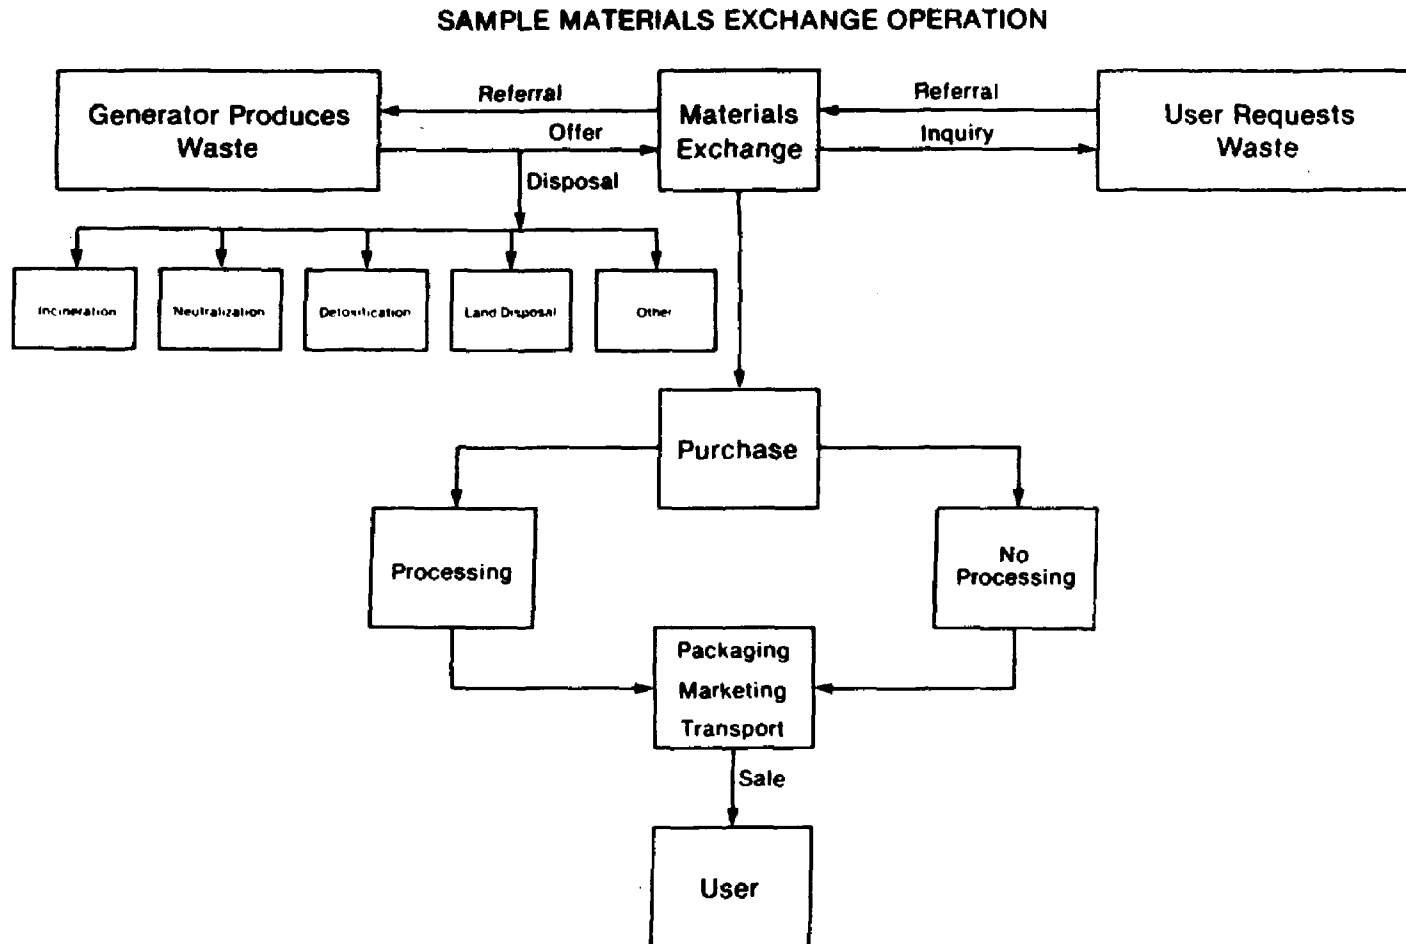 SAMPLE MATERIALS EXCHANGE OPERATION
Generator Produces
Waste
Referral
Offer
Disposal
Materials
Exchange
Referral
Inquiry
User Requests
Waste
Incineration
Neutralization
Detoxification
Land Disposal
Other
Purchase
Processing
No
Processing
Packaging
Marketing
Transport
Sale
User